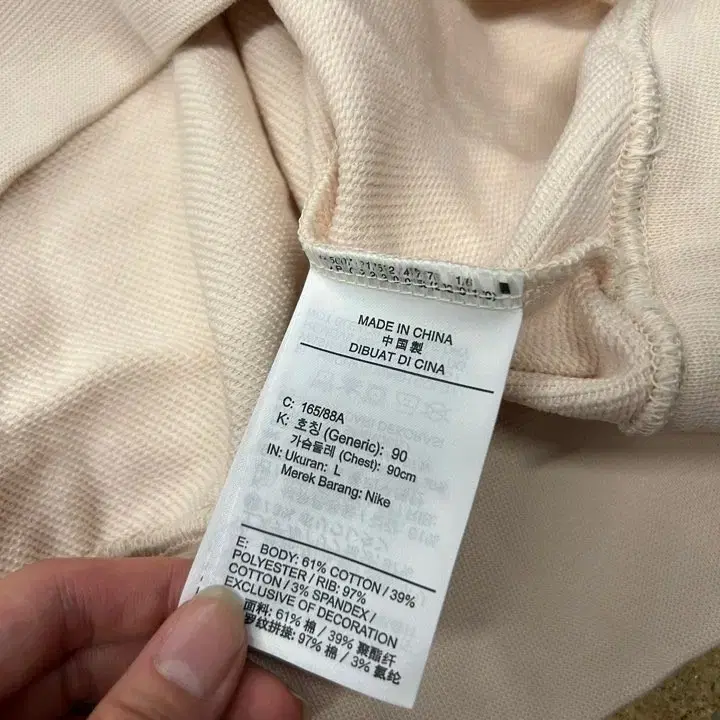 MADE IN CHINA
中国製
DIBUAT DI CINA
C: 165/88A
K: 호칭 (Generic): 90
가슴둘레 (Chest): 90cm
IN: Ukuran: L
Merek Barang: Nike
E: BODY: 61% COTTON / 39%
POLYESTER / RIB: 97%
COTTON / 3% SPANDEX /
EXCLUSIVE OF DECORATION
面料: 61% 棉 / 39% 聚酯纤
罗纹拼接: 97% 棉 / 3% 氨纶